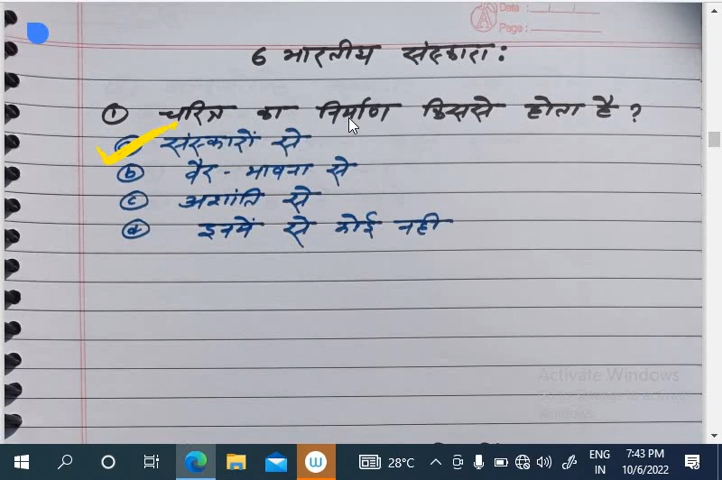 Date :
Page :
6 भारतीय संस्कारा:
① चरित्र का निर्माण किससे होता है ?
संस्कारों से
ⓑ वैर - भावना से
ⓒ अशांति से
ⓓ इनमें से कोई नही
Activate Windows
28°C
ENG
IN
7:43 PM
10/6/2022